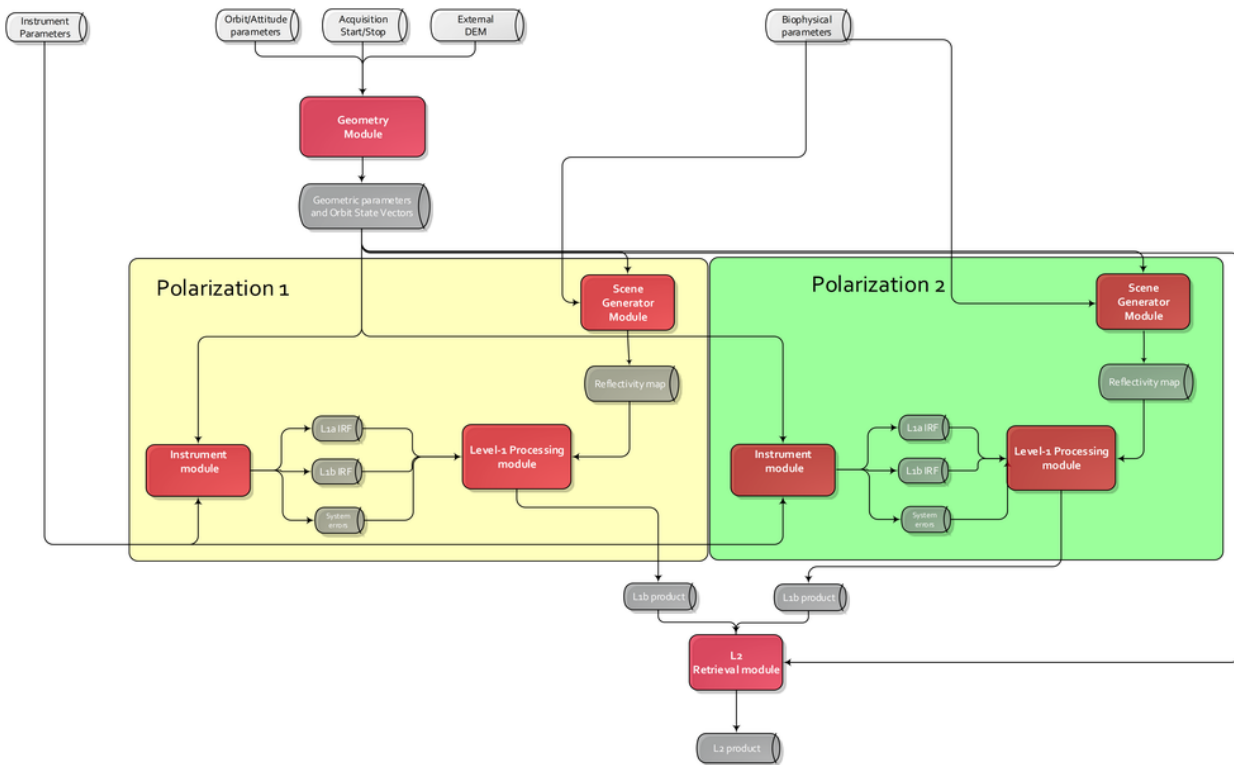 Instrument
Parameters
Orbit/Attitude
parameters
Acquisition
Start/Stop
External
DEM
Biophysical
parameters
Geometry
Module
Geometric parameters
and Orbit State Vectors
Polarization 1
Scene
Generator
Module
Reflectivity map
L1a IRF
L1b IRF
System
errors
Instrument
module
Level-1 Processing
module
Polarization 2
Scene
Generator
Module
Reflectivity map
L1a IRF
L1b IRF
System
errors
Instrument
module
Level-1 Processing
module
L1b product
L1b product
L2
Retrieval module
L2 product